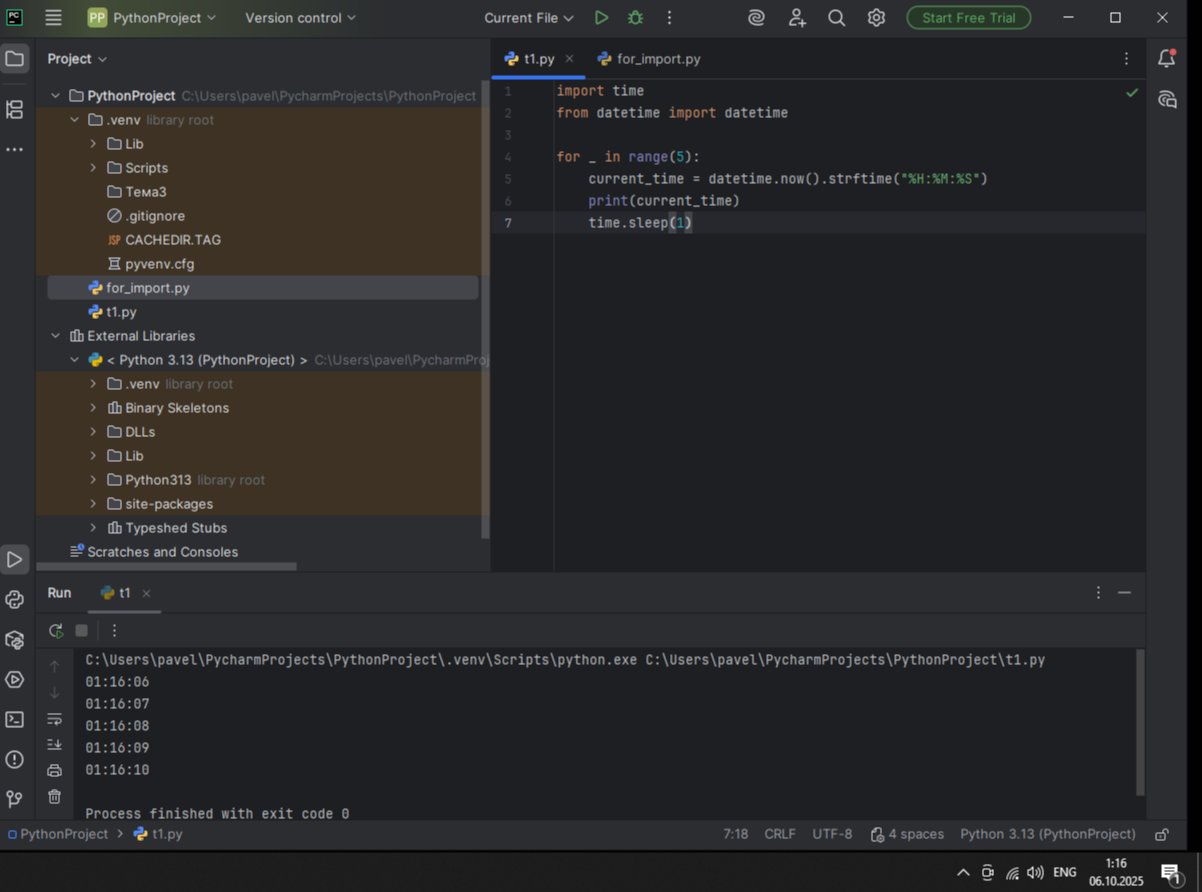 PC
PP PythonProject Version control Current File Start Free Trial
Project
t1.py for_import.py
PythonProject C:\Users\pavel\PycharmProjects\PythonProject
.venv library root
Lib
Scripts
Тема3
.gitignore
JSP CACHEDIR.TAG
pyvenv.cfg
for_import.py
t1.py
External Libraries
< Python 3.13 (PythonProject) > C:\Users\pavel\PycharmProj
.venv library root
Binary Skeletons
DLLs
Lib
Python313 library root
site-packages
Typeshed Stubs
Scratches and Consoles
1 import time
2 from datetime import datetime
3
4 for _ in range(5):
5 current_time = datetime.now().strftime("%H:%M:%S")
6 print(current_time)
7 time.sleep(1)
Run t1
C:\Users\pavel\PycharmProjects\PythonProject\.venv\Scripts\python.exe C:\Users\pavel\PycharmProjects\PythonProject\t1.py
01:16:06
01:16:07
01:16:08
01:16:09
01:16:10
Process finished with exit code 0
PythonProject > t1.py 7:18 CRLF UTF-8 4 spaces Python 3.13 (PythonProject)
ENG 1:16
06.10.2025 1